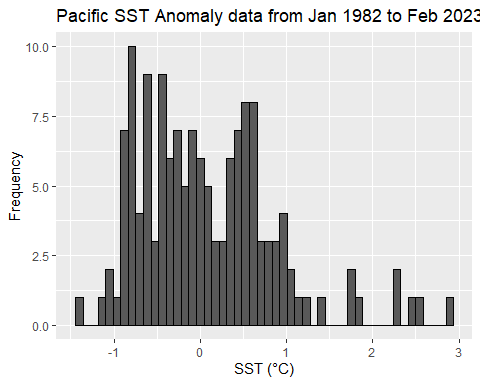 Pacific SST Anomaly data from Jan 1982 to Feb 2023
10.0
7.5
5.0
2.5
0.0
Frequency
-1 0 1 2 3
SST (°C)